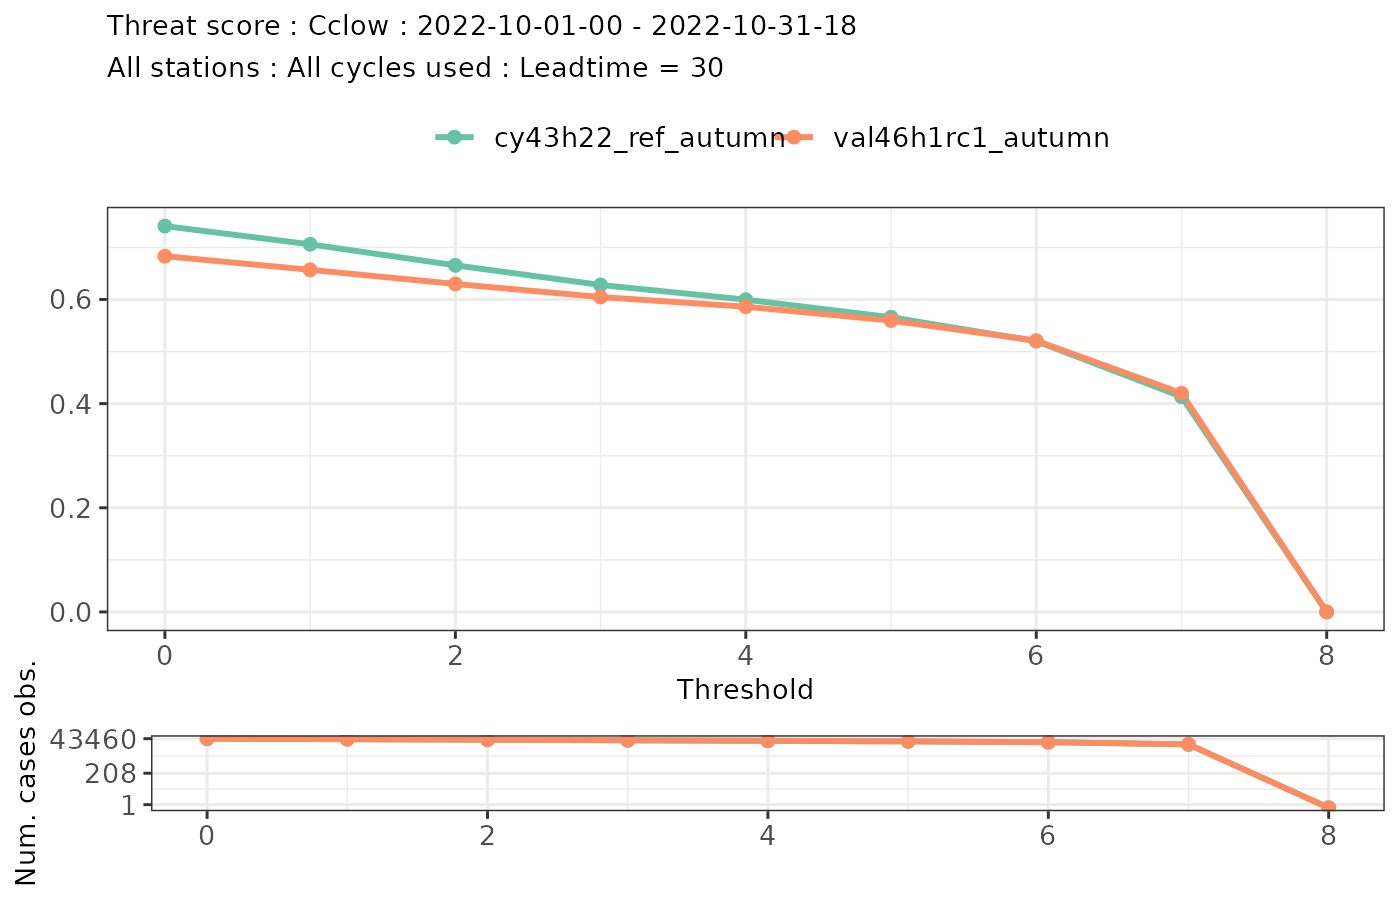 Threat score : Cclow : 2022-10-01-00 - 2022-10-31-18
All stations : All cycles used : Leadtime = 30
cy43h22_ref_autumn val46h1rc1_autumn
0.6
0.4
0.2
0.0
0 2 4 6 8
Threshold
Num. cases obs.
43460
208
1
0 2 4 6 8